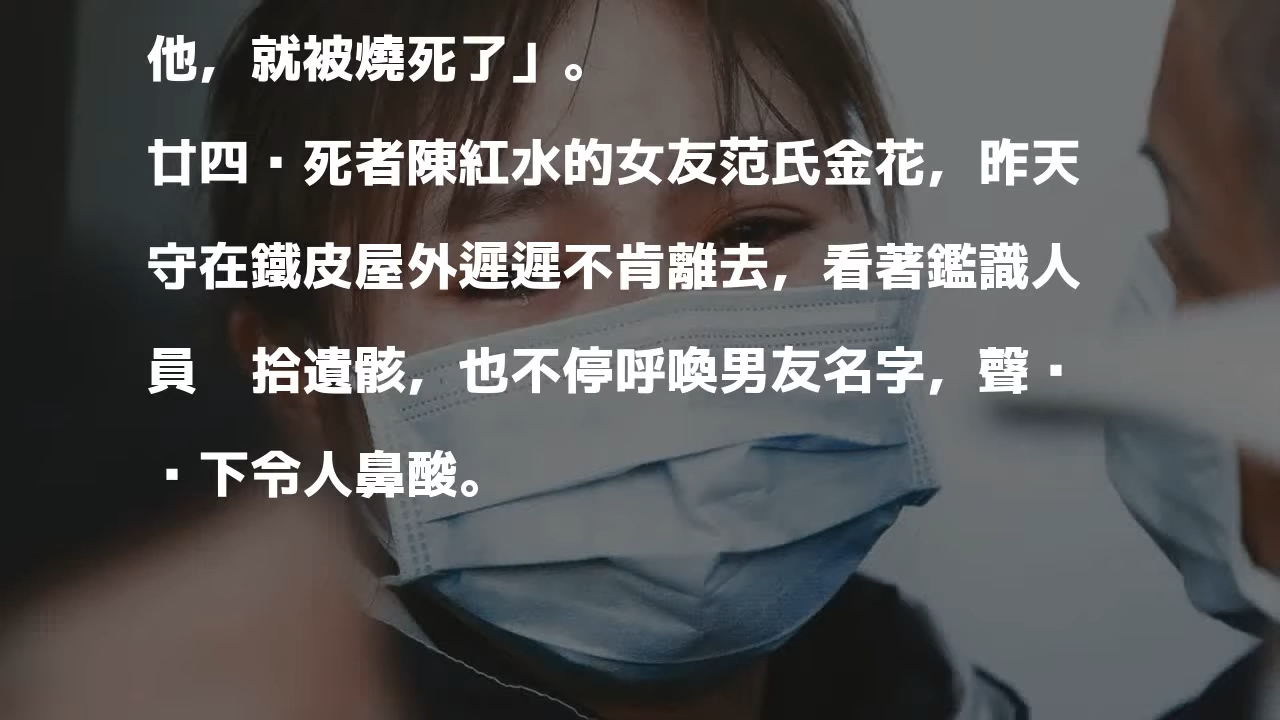 他，就被燒死了」。
廿四▪死者陳紅水的女友范氏金花，昨天
守在鐵皮屋外遲遲不肯離去，看著鑑識人
員　拾遺骸，也不停呼喚男友名字，聲▪
▪下令人鼻酸。